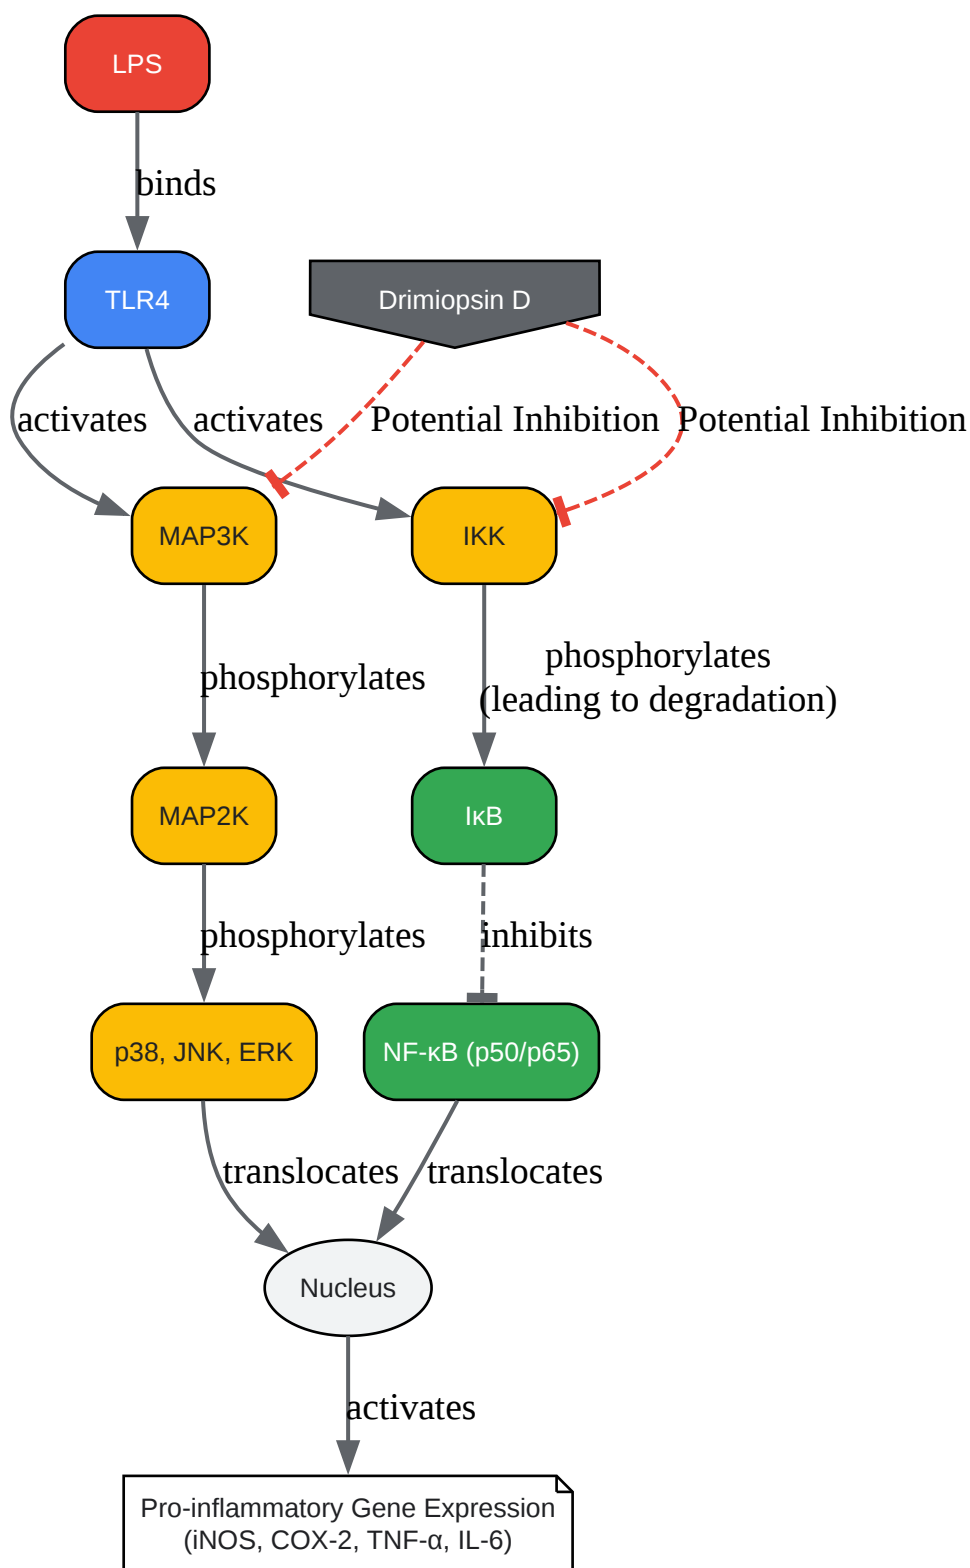 LPS
binds
TLR4
Drimiopsin D
activates
activates
Potential Inhibition
Potential Inhibition
MAP3K
IKK
phosphorylates
phosphorylates
(leading to degradation)
MAP2K
IκB
phosphorylates
inhibits
p38, JNK, ERK
NF-κB (p50/p65)
translocates
translocates
Nucleus
activates
Pro-inflammatory Gene Expression
(iNOS, COX-2, TNF-α, IL-6)